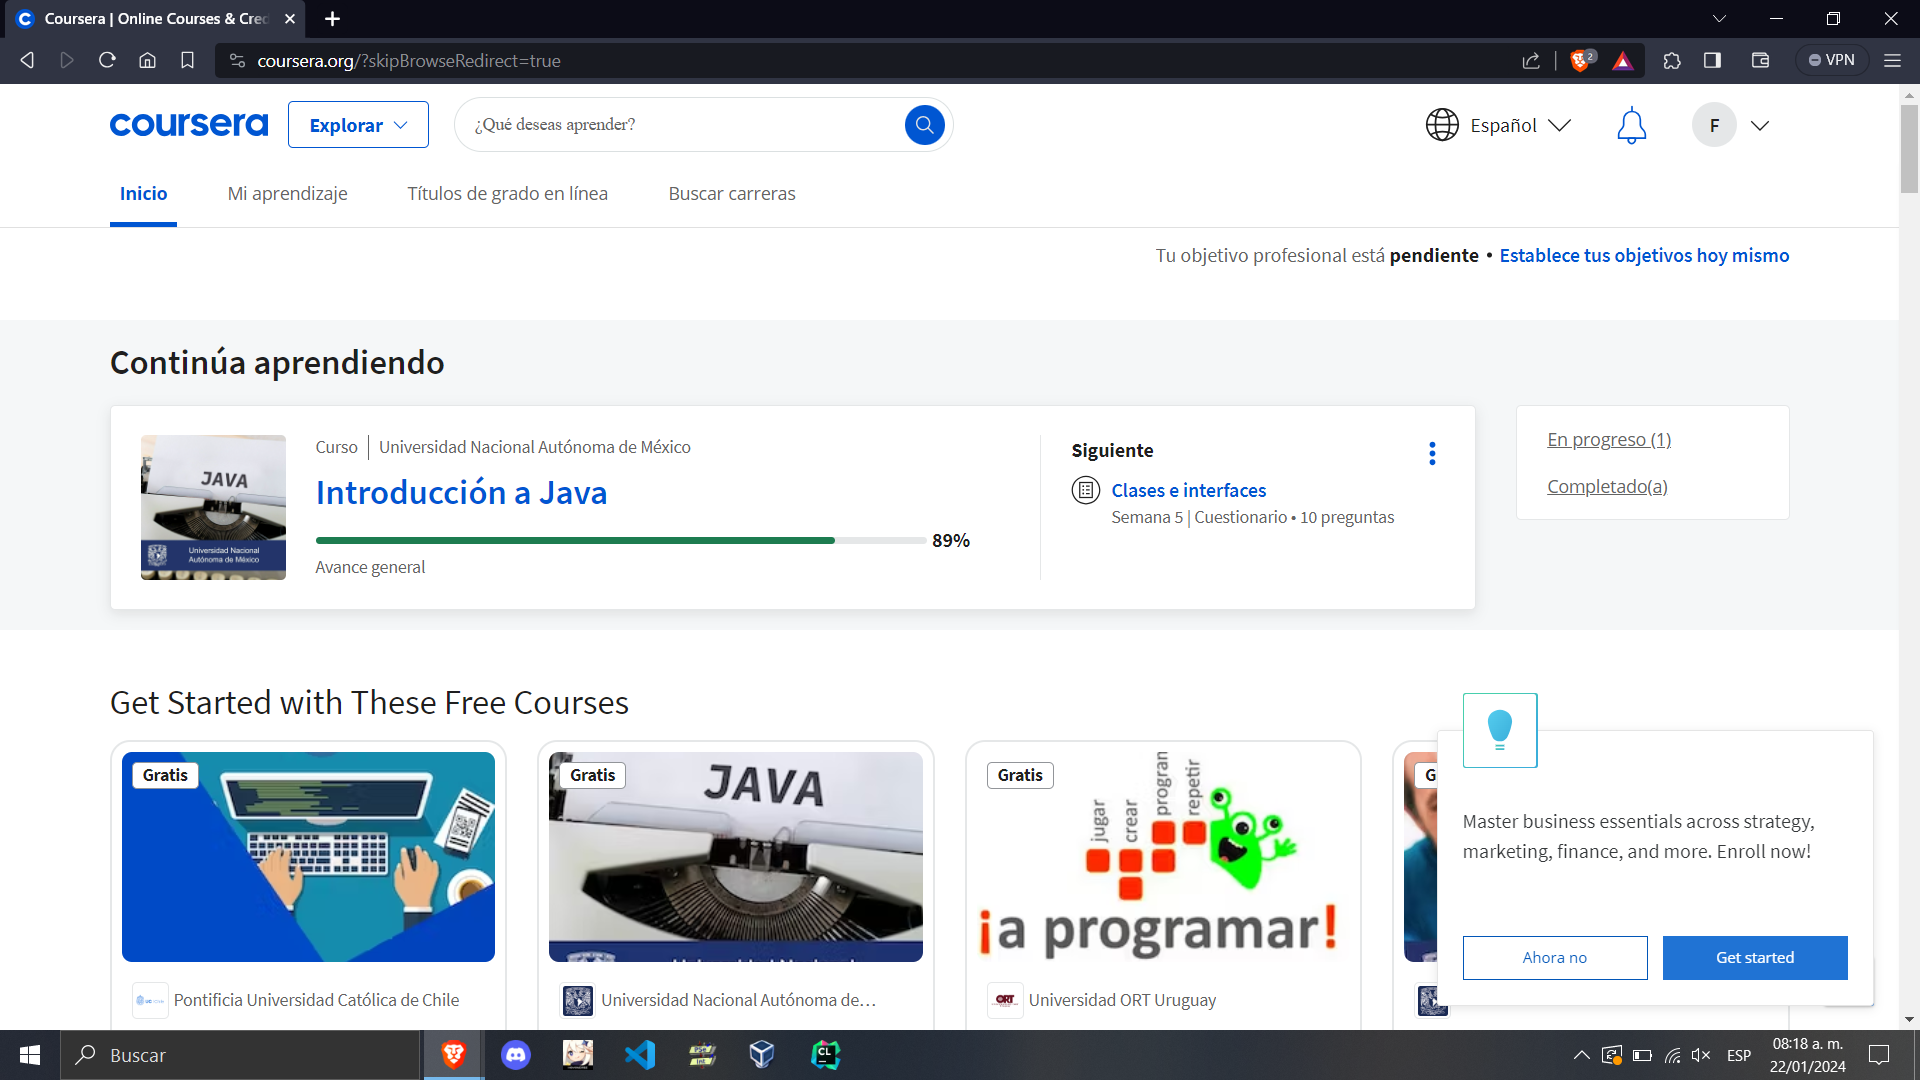 Coursera | Online Courses & Cred
coursera.org/?skipBrowseRedirect=true
2
VPN
coursera
Explorar
¿Qué deseas aprender?
Español
F
Inicio
Mi aprendizaje
Títulos de grado en línea
Buscar carreras
Tu objetivo profesional está pendiente • Establece tus objetivos hoy mismo
Continúa aprendiendo
JAVA
Universidad Nacional
Autónoma de México
Curso | Universidad Nacional Autónoma de México
Introducción a Java
89%
Avance general
Siguiente
Clases e interfaces
Semana 5 | Cuestionario • 10 preguntas
En progreso (1)
Completado(a)
Get Started with These Free Courses
Gratis
Gratis
JAVA
Gratis
jugar
crear
program
repetir
¡a programar!
G
Pontificia Universidad Católica de Chile
Universidad Nacional Autónoma de...
ORT
Universidad ORT Uruguay
Master business essentials across strategy,
marketing, finance, and more. Enroll now!
Ahora no
Get started
Buscar
CL
ESP
08:18 a. m.
22/01/2024